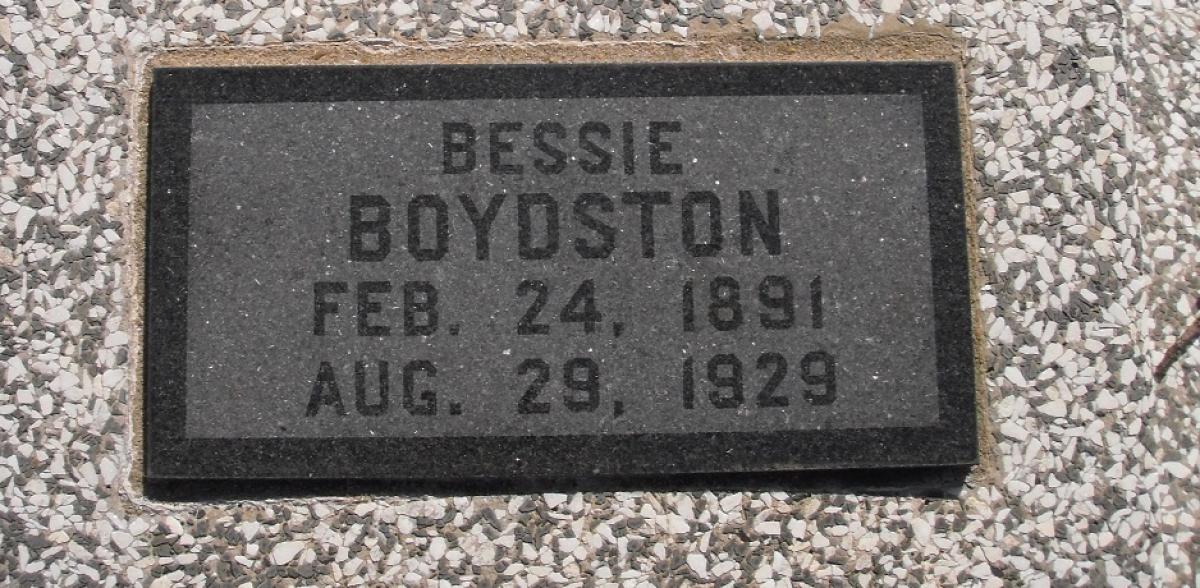 BESSIE
BOYDSTON
FEB. 24, 1891
AUG. 29, 1929